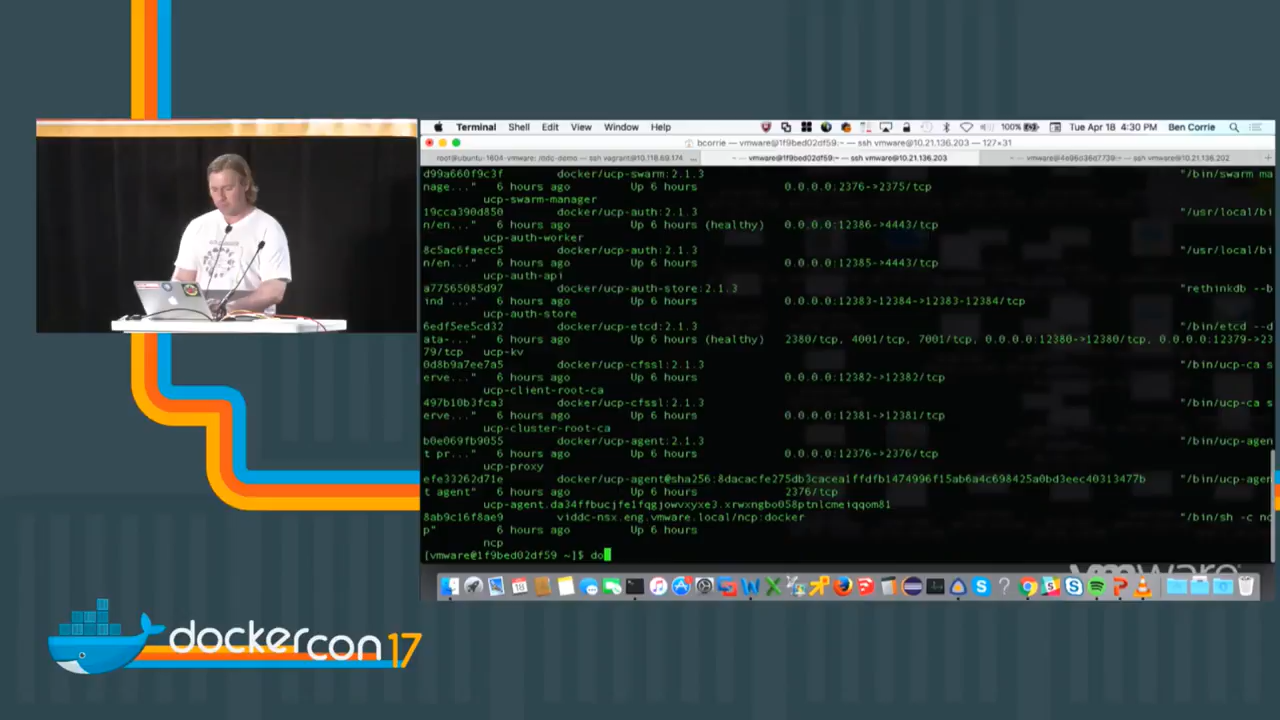 Terminal Shell Edit View Window Help 100% Tue Apr 18 4:30 PM Ben Corrie
bcorrie — vmware@1f9bed02df59:~ — ssh vmware@10.21.136.203 — 127×31
vmware@1f9bed02df59:~ — ssh vmware@10.21.136.203
d99a660f9c3f docker/ucp-swarm:2.1.3 "/bin/swarm ma
nage..." 6 hours ago Up 6 hours 0.0.0.0:2376->2375/tcp
ucp-swarm-manager
19cca390d850 docker/ucp-auth:2.1.3 "/usr/local/bi
n/en..." 6 hours ago Up 6 hours (healthy) 0.0.0.0:12386->4443/tcp
ucp-auth-worker
8c5ac6faecc5 docker/ucp-auth:2.1.3 "/usr/local/bi
n/en..." 6 hours ago Up 6 hours (healthy) 0.0.0.0:12385->4443/tcp
ucp-auth-api
a77565085d97 docker/ucp-auth-store:2.1.3 "rethinkdb --b
ind ..." 6 hours ago Up 6 hours 0.0.0.0:12383-12384->12383-12384/tcp
ucp-auth-store
6edf5ee5cd32 docker/ucp-etcd:2.1.3 "/bin/etcd --d
ata-..." 6 hours ago Up 6 hours (healthy) 2380/tcp, 4001/tcp, 7001/tcp, 0.0.0.0:12380->12380/tcp, 0.0.0.0:12379->23
79/tcp ucp-kv
0d8b9a7ee7a5 docker/ucp-cfssl:2.1.3 "/bin/ucp-ca s
erve..." 6 hours ago Up 6 hours 0.0.0.0:12382->12382/tcp
ucp-client-root-ca
497b10b3fca3 docker/ucp-cfssl:2.1.3 "/bin/ucp-ca s
erve..." 6 hours ago Up 6 hours 0.0.0.0:12381->12381/tcp
ucp-cluster-root-ca
b0e069fb9055 docker/ucp-agent:2.1.3 "/bin/ucp-agen
t pr..." 6 hours ago Up 6 hours 0.0.0.0:12376->2376/tcp
ucp-proxy
efe33262d71e "/bin/ucp-agen
t agent" 6 hours ago Up 6 hours 2376/tcp
8ab9c16f8ae9 viddc-nsx.eng.vmware.local/ncp:docker "/bin/sh -c nc
p" 6 hours ago Up 6 hours
ncp
[vmware@1f9bed02df59 ~]$ do
vmware
dockercon 17